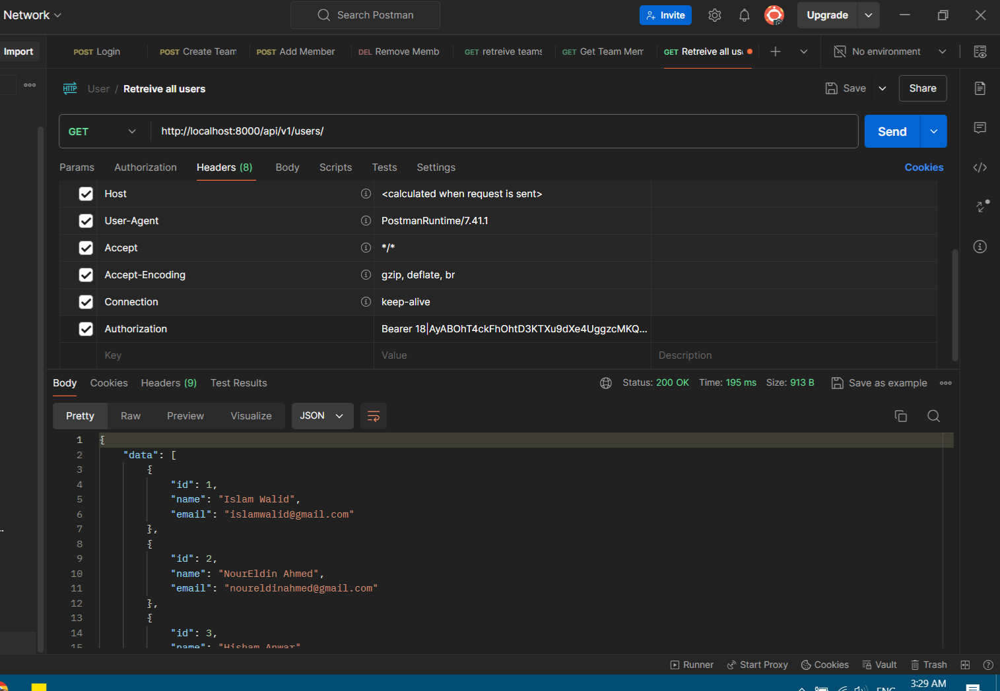 Network
Search Postman
Invite
Upgrade
Import
POST Login
POST Create Team
POST Add Member
DEL Remove Memb
GET retreive teams
GET Get Team Mem
GET Retreive all us
No environment
HTTP User / Retreive all users
Save
Share
GET
http://localhost:8000/api/v1/users/
Send
Params
Authorization
Headers (8)
Body
Scripts
Tests
Settings
Cookies
Host <calculated when request is sent>
User-Agent PostmanRuntime/7.41.1
Accept */*
Accept-Encoding gzip, deflate, br
Connection keep-alive
Authorization Bearer 18|AyABOhT4ckFhOhtD3KTXu9dXe4UggzcMKQ...
Key Value Description
Body
Cookies
Headers (9)
Test Results
Status: 200 OK Time: 195 ms Size: 913 B
Save as example
Pretty
Raw
Preview
Visualize
JSON
1 {
2 "data": [
3 {
4 "id": 1,
5 "name": "Islam Walid",
6 "email": "islamwalid@gmail.com"
7 },
8 {
9 "id": 2,
10 "name": "NourEldin Ahmed",
11 "email": "noureldinahmed@gmail.com"
12 },
13 {
14 "id": 3,
15 "name": "Hisham Anwar"
Runner
Start Proxy
Cookies
Vault
Trash
ENG
3:29 AM